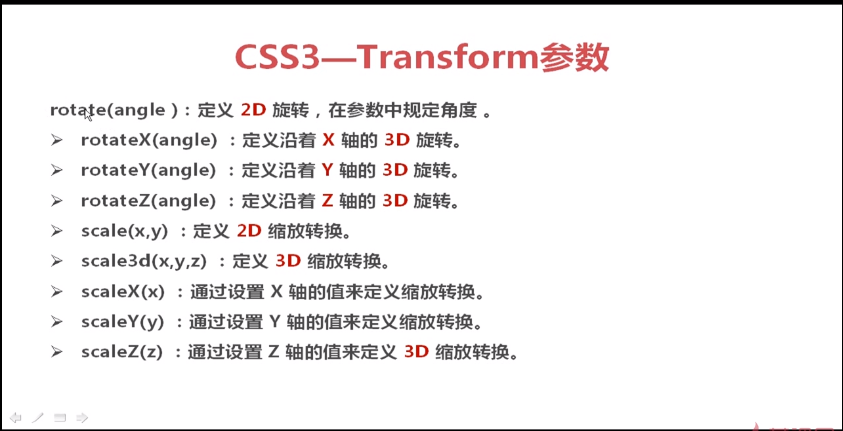 CSS3—Transform参数
rotate(angle )：定义 2D 旋转，在参数中规定角度 。
➢ rotateX(angle) ：定义沿着 X 轴的 3D 旋转。
➢ rotateY(angle) ：定义沿着 Y 轴的 3D 旋转。
➢ rotateZ(angle) ：定义沿着 Z 轴的 3D 旋转。
➢ scale(x,y) ：定义 2D 缩放转换。
➢ scale3d(x,y,z) ：定义 3D 缩放转换。
➢ scaleX(x) ：通过设置 X 轴的值来定义缩放转换。
➢ scaleY(y) ：通过设置 Y 轴的值来定义缩放转换。
➢ scaleZ(z) ：通过设置 Z 轴的值来定义 3D 缩放转换。